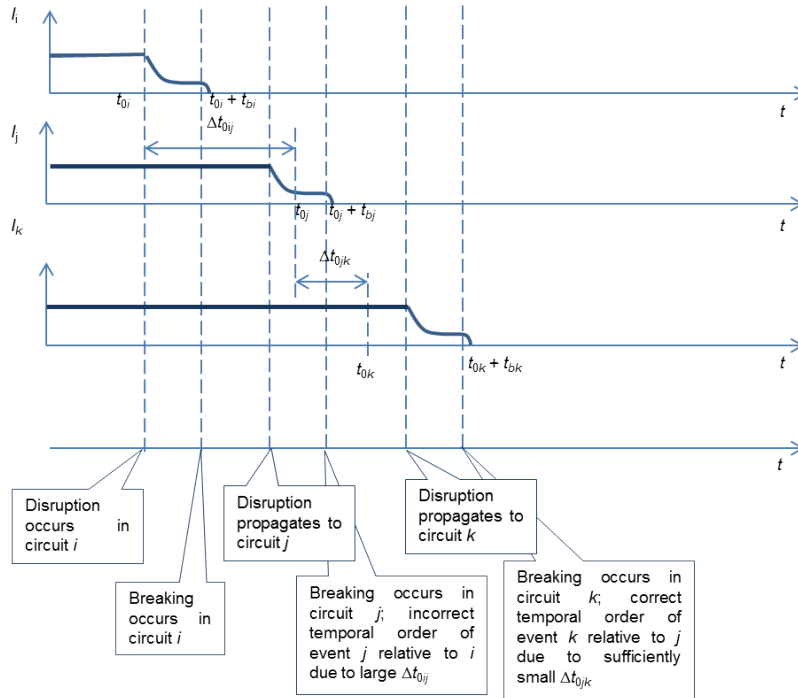 I_i
t_0i
t_0i + t_bi
t
Δt_0ij
I_j
t_0j
t_0j + t_bj
t
I_k
Δt_0jk
t_0k
t_0k + t_bk
t
t
Disruption
occurs in
circuit i
Breaking
occurs in
circuit i
Disruption
propagates to
circuit j
Breaking occurs in
circuit j; incorrect
temporal order of
event j relative to i
due to large Δt_0ij
Disruption
propagates to
circuit k
Breaking occurs in
circuit k; correct
temporal order of
event k relative to j
due to sufficiently
small Δt_0jk